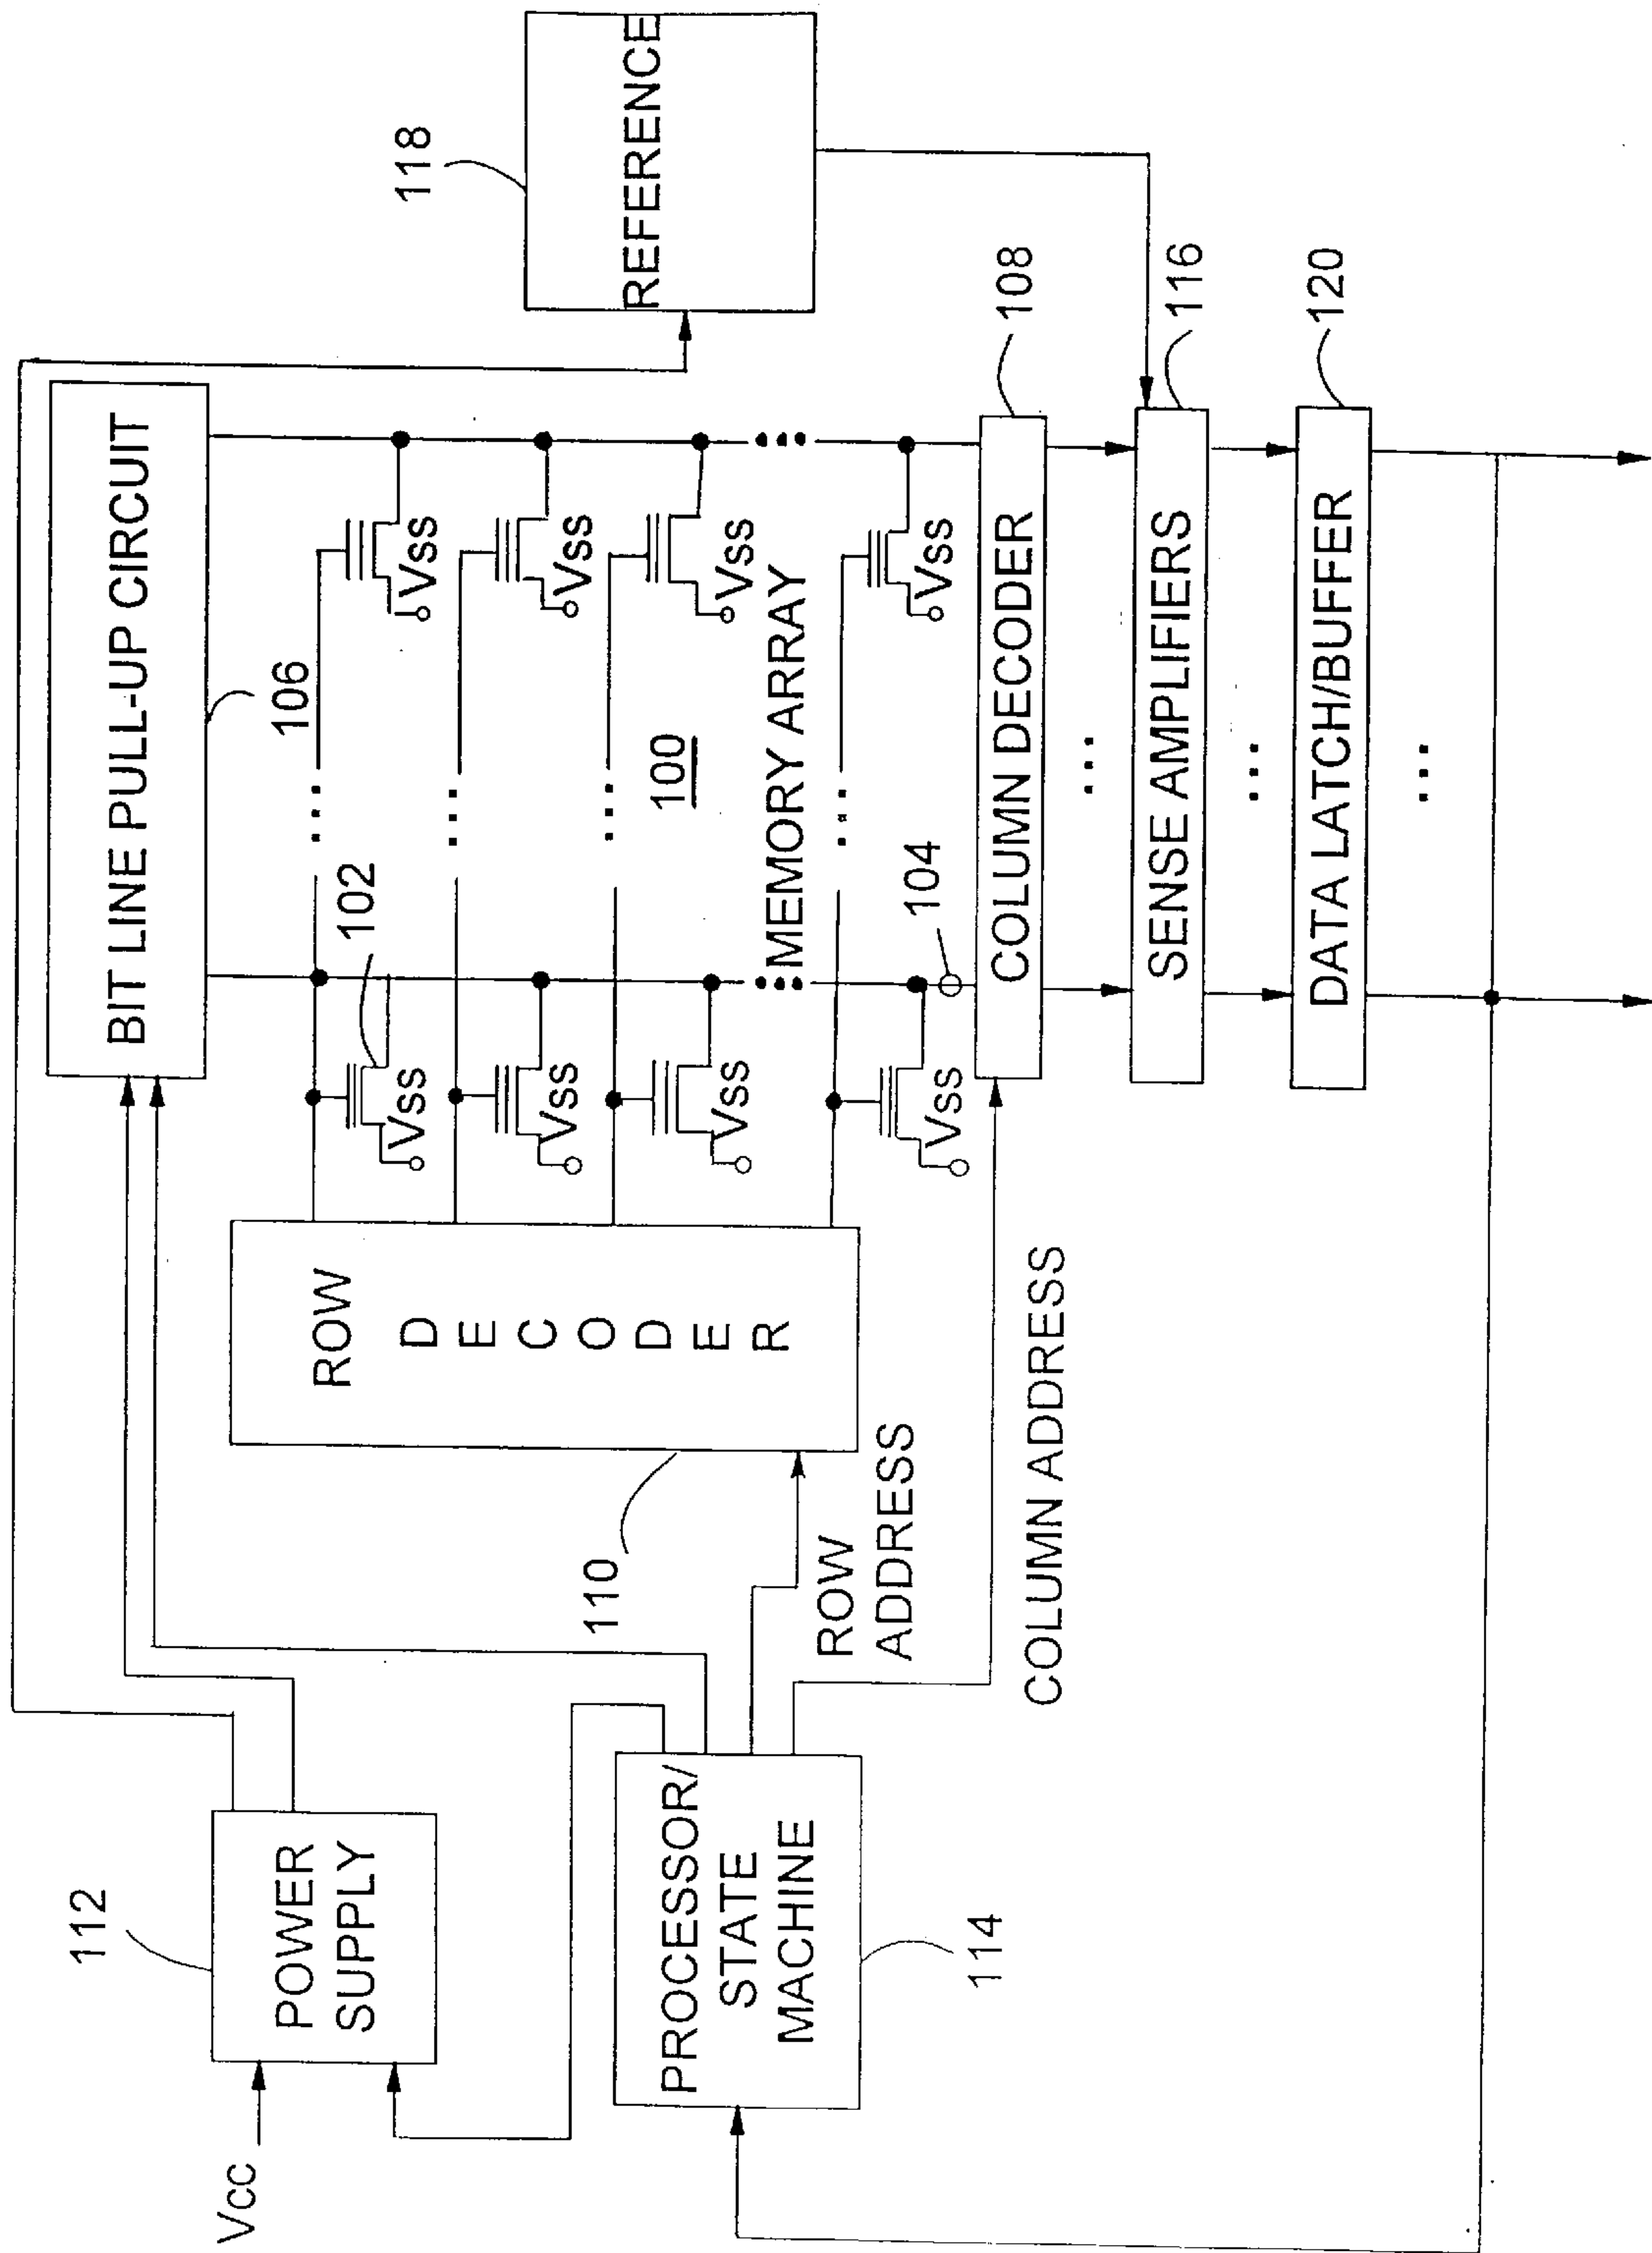 BIT LINE PULL-UP CIRCUIT
106
118
REFERENCE
112
POWER
SUPPLY
Vcc
102
Vss
Vss
Vss
Vss
Vss
Vss
Vss
Vss
100
MEMORY ARRAY
104
ROW
DECODER
110
PROCESSOR/
STATE
MACHINE
114
ROW
ADDRESS
COLUMN ADDRESS
COLUMN DECODER
108
SENSE AMPLIFIERS
116
DATA LATCH/BUFFER
120